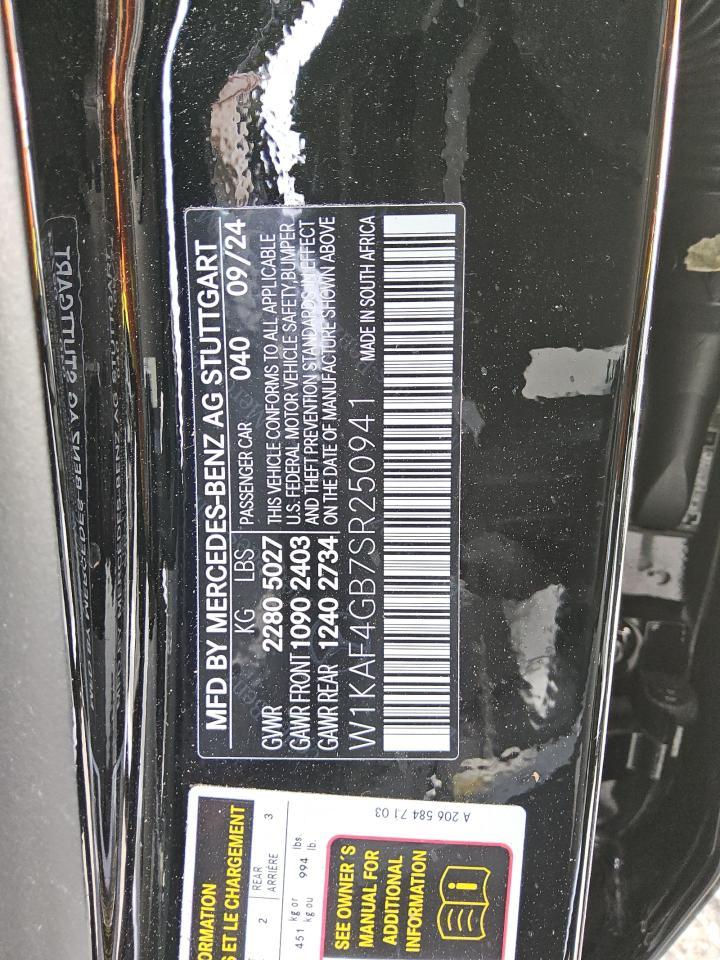 MFD BY MERCEDES-BENZ AG STUTTGART
KG LBS PASSENGER CAR 040 09/24
GVWR 2280 5027
GAWR FRONT 1090 2403
GAWR REAR 1240 2734
THIS VEHICLE CONFORMS TO ALL APPLICABLE
U.S. FEDERAL MOTOR VEHICLE SAFETY, BUMPER
AND THEFT PREVENTION STANDARDS IN EFFECT
ON THE DATE OF MANUFACTURE SHOWN ABOVE
W1KAF4GB7SR250941 MADE IN SOUTH AFRICA
S ET LE CHARGEMENT
2 REAR 3
ARRIÈRE
451 kg or 994 lbs.
kg ou lb.
SEE OWNER'S
MANUAL FOR
ADDITIONAL
INFORMATION
A 206 584 71 03